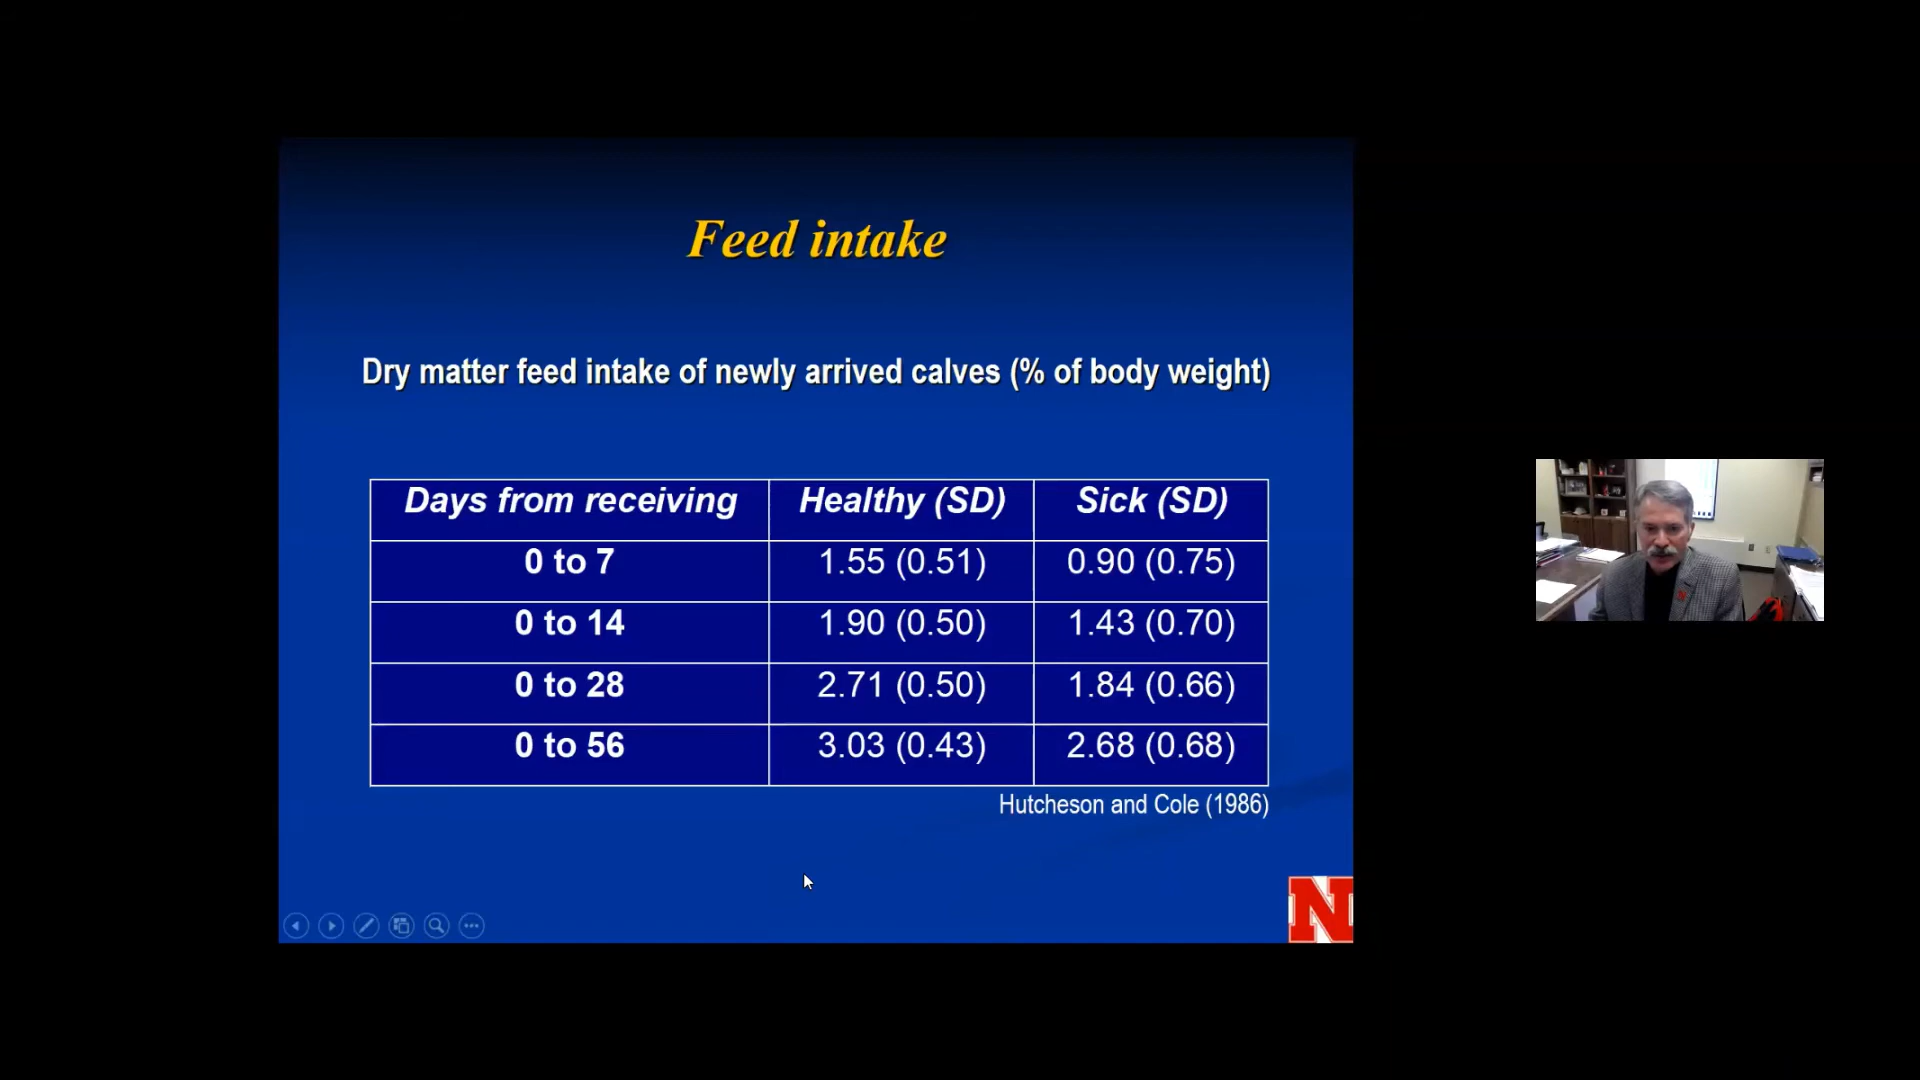 Feed intake
Dry matter feed intake of newly arrived calves (% of body weight)
Days from receiving Healthy (SD) Sick (SD)
0 to 7 1.55 (0.51) 0.90 (0.75)
0 to 14 1.90 (0.50) 1.43 (0.70)
0 to 28 2.71 (0.50) 1.84 (0.66)
0 to 56 3.03 (0.43) 2.68 (0.68)
Hutcheson and Cole (1986)
N